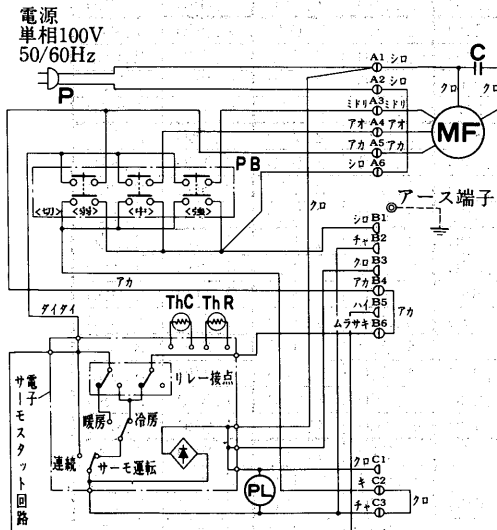 電源
単相100V
50/60Hz
P
A1 シロ
C
A2 シロ
クロ
クロ
ミドリ A3 ミドリ
アオ A4 アオ
MF
アカ A5 アカ
シロ A6
PB
アース端子
クロ
<切> <弱> <中> <強>
シロ B1
チャ B2
クロ B3
アカ
アカ B4
ダイダイ
ThC ThR
ハイ B5
アカ
ムラサキ B6
電子
サーモスタット回路
リレー接点
暖房
冷房
連続
サーモ運転
クロ C1
PL
キ C2
クロ
チャ C3